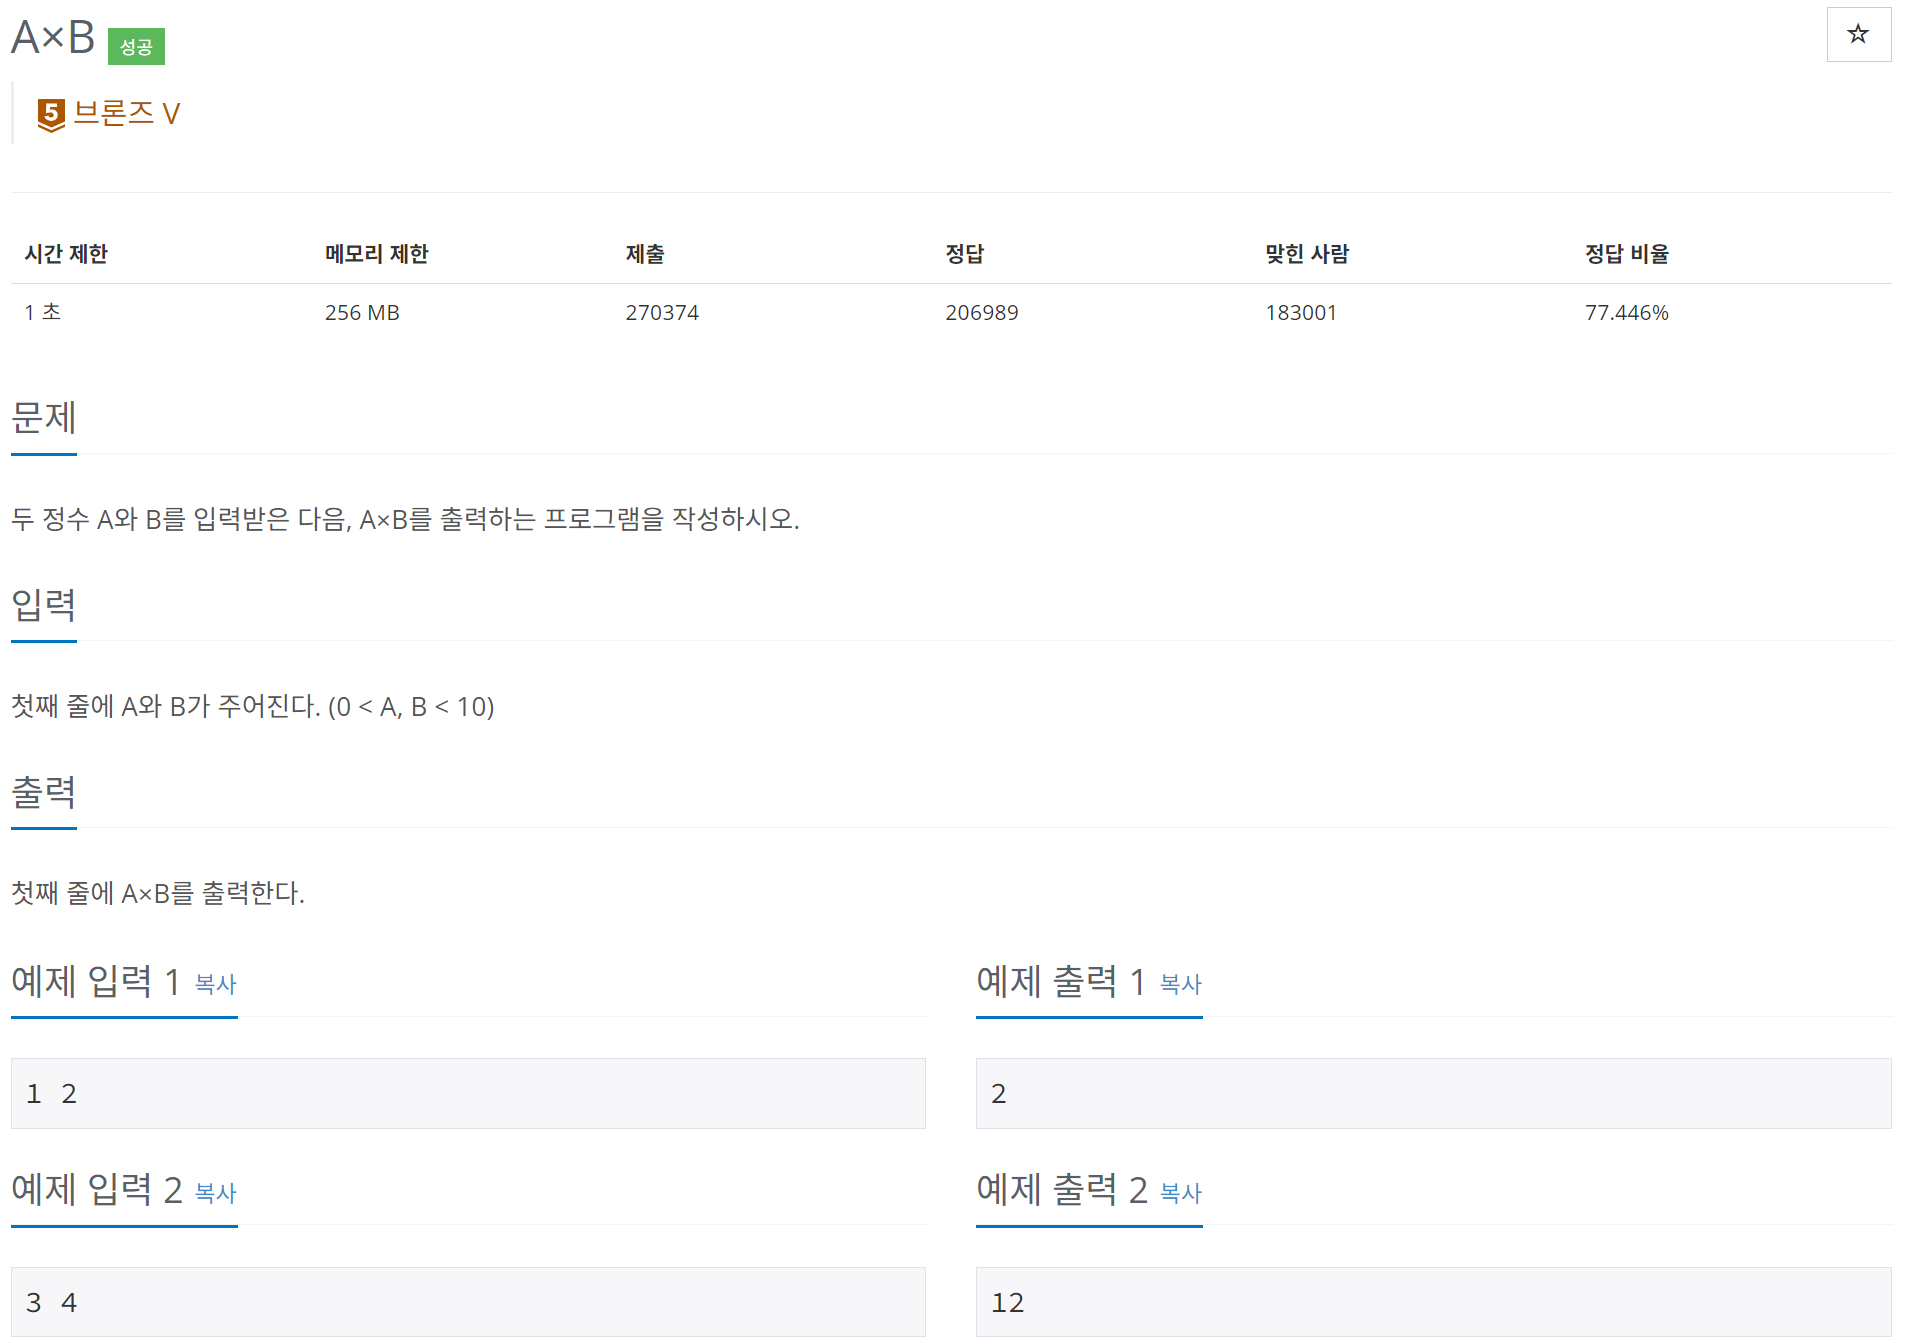 A×B 성공
☆
5 브론즈 V
시간 제한 메모리 제한 제출 정답 맞힌 사람 정답 비율
1 초 256 MB 270374 206989 183001 77.446%
문제
두 정수 A와 B를 입력받은 다음, A×B를 출력하는 프로그램을 작성하시오.
입력
첫째 줄에 A와 B가 주어진다. (0 < A, B < 10)
출력
첫째 줄에 A×B를 출력한다.
예제 입력 1 복사
1 2
예제 출력 1 복사
2
예제 입력 2 복사
3 4
예제 출력 2 복사
12